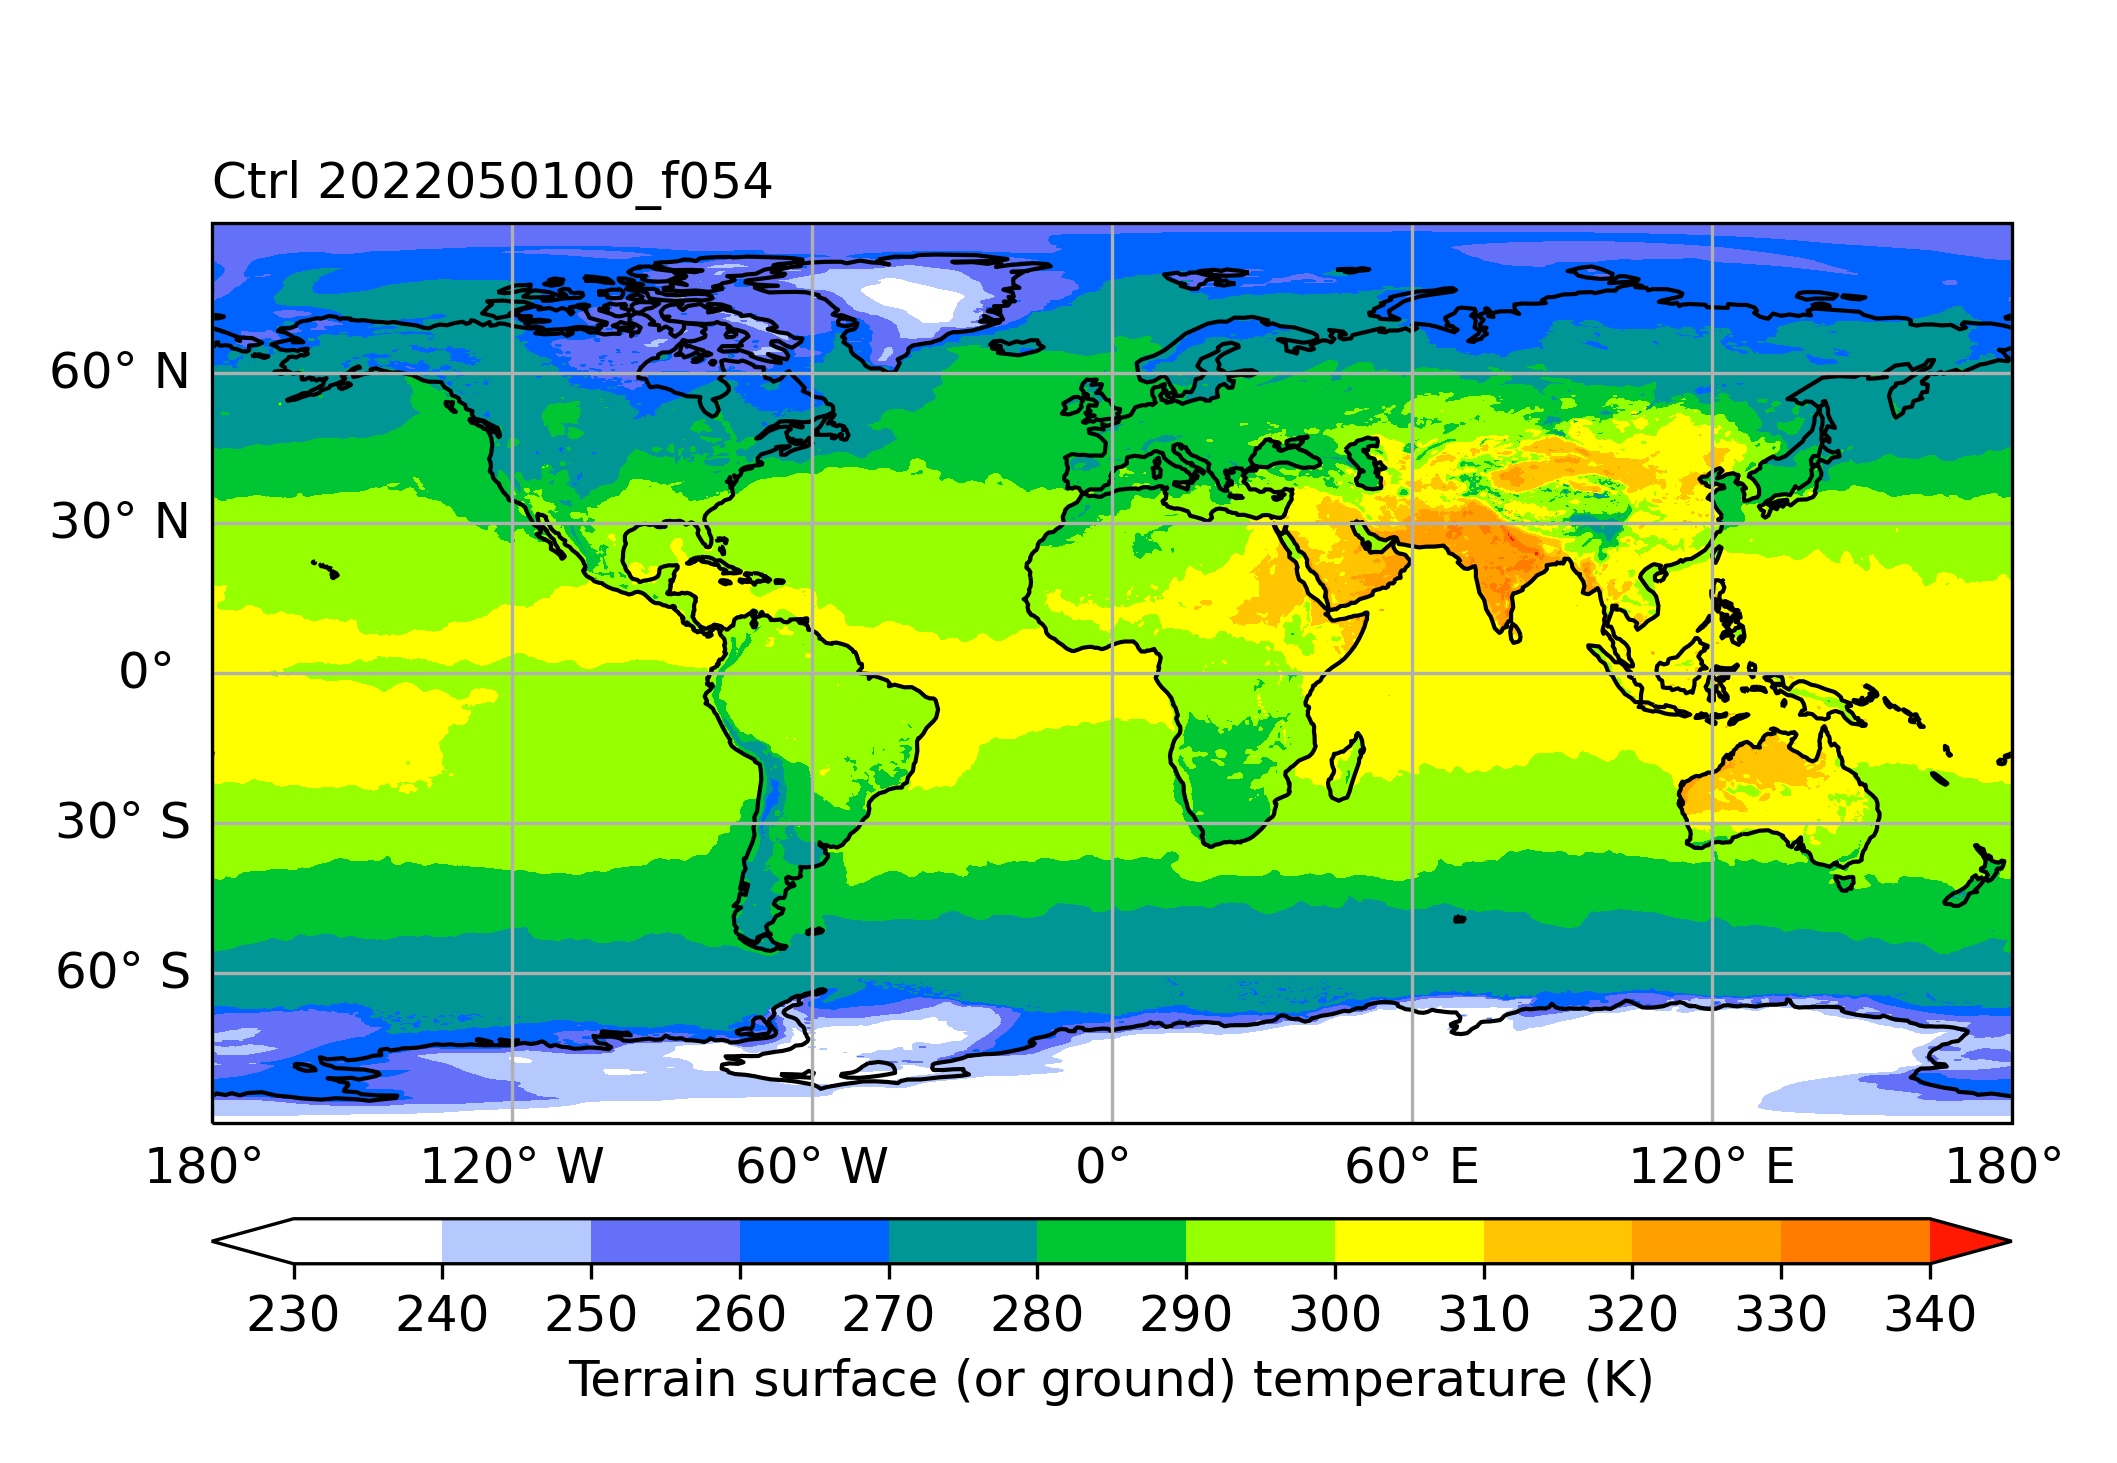 Ctrl 2022050100_f054
60° N
30° N
0°
30° S
60° S
180° 120° W 60° W 0° 60° E 120° E 180°
230 240 250 260 270 280 290 300 310 320 330 340
Terrain surface (or ground) temperature (K)